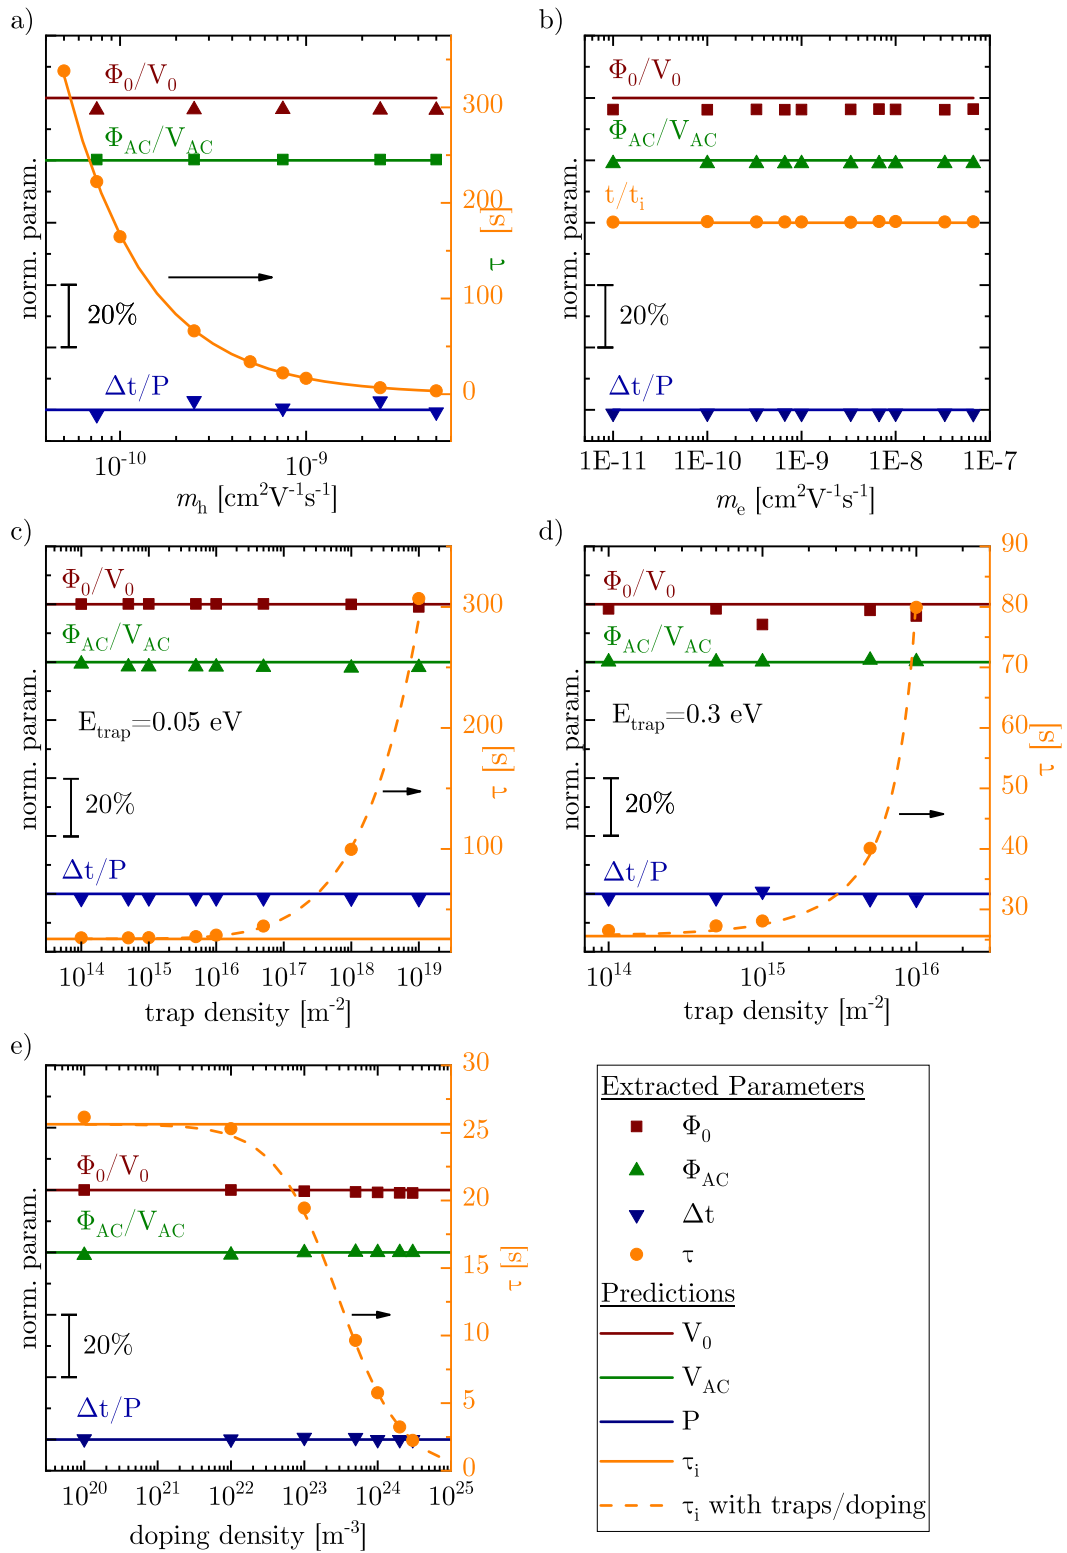 a)
Φ0/V0
ΦAC/VAC
norm. param.
20%
Δt/P
300
200
100
0
τ [s]
10-10
10-9
mh [cm2V-1s-1]
b)
Φ0/V0
ΦAC/VAC
t/ti
norm. param.
20%
Δt/P
1E-11
1E-10
1E-9
1E-8
1E-7
me [cm2V-1s-1]
c)
Φ0/V0
ΦAC/VAC
Etrap=0.05 eV
norm. param.
20%
Δt/P
300
200
100
τ [s]
1014
1015
1016
1017
1018
1019
trap density [m-2]
d)
Φ0/V0
ΦAC/VAC
Etrap=0.3 eV
norm. param.
20%
Δt/P
90
80
70
60
50
40
30
τ [s]
1014
1015
1016
trap density [m-2]
e)
Φ0/V0
ΦAC/VAC
norm. param.
20%
Δt/P
30
25
20
15
10
5
0
τ [s]
1020
1021
1022
1023
1024
1025
doping density [m-3]
Extracted Parameters
Φ0
ΦAC
Δt
τ
Predictions
V0
VAC
P
τi
τi with traps/doping